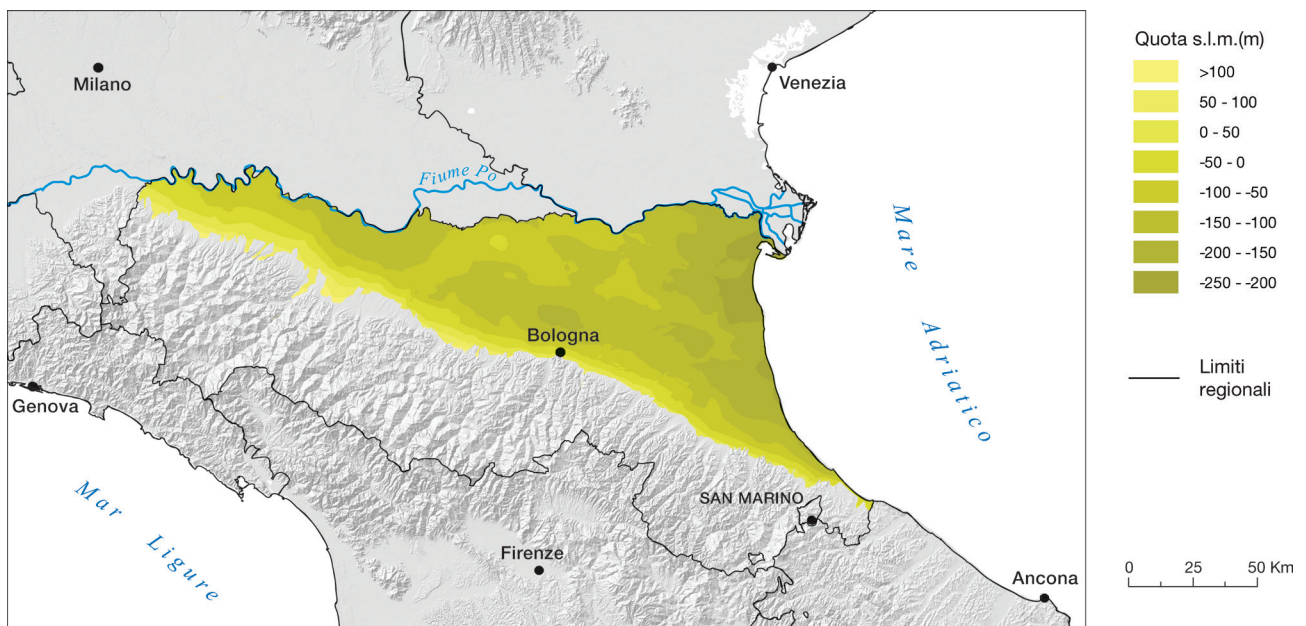 Milano
Venezia
Fiume Po
Mare
Adriatico
Bologna
Genova
Mar
Ligure
SAN MARINO
Firenze
Ancona
Quota s.l.m.(m)
>100
50 - 100
0 - 50
-50 - 0
-100 - -50
-150 - -100
-200 - -150
-250 - -200
Limiti
regionali
0 25 50 Km